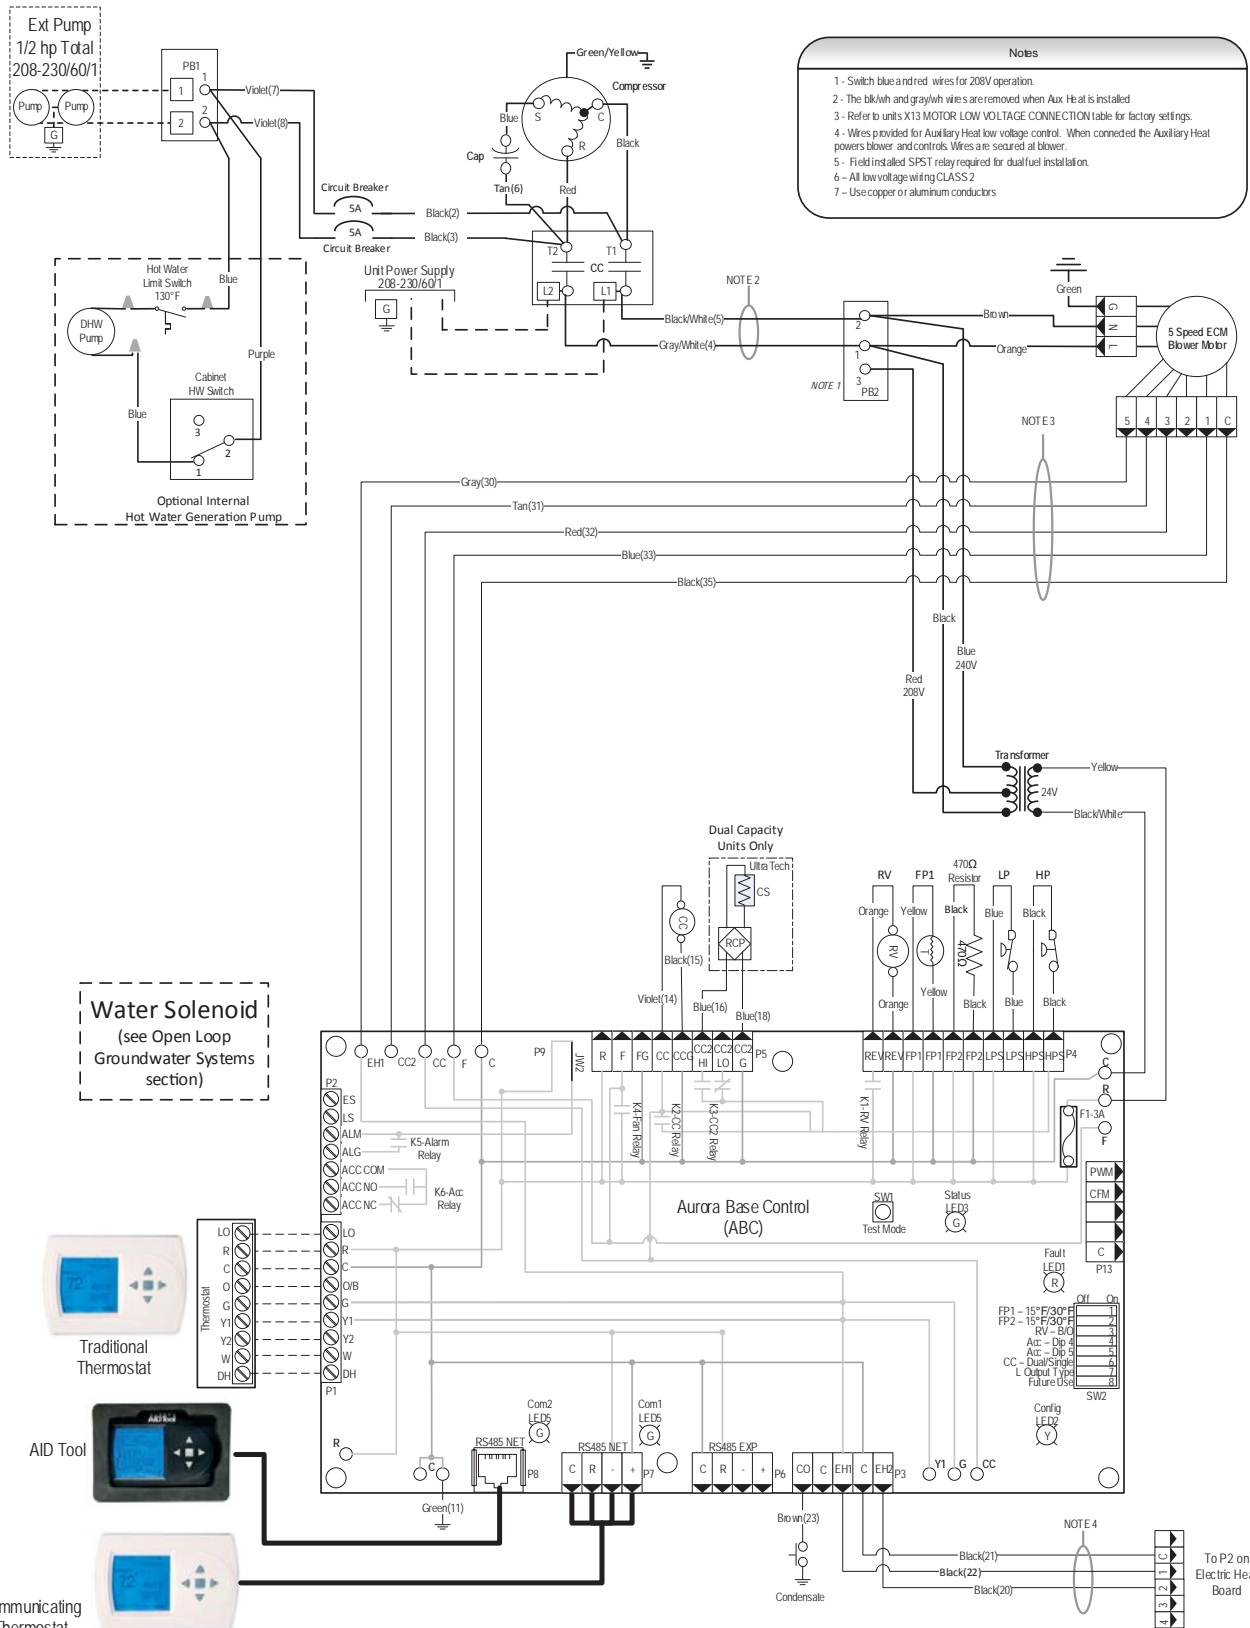 Ext Pump
1/2 hp Total
208-230/60/1
Pump
Pump
G
PB1
1
1
2
2
Violet(7)
Violet(8)
Green/Yellow
Compressor
S
C
R
Blue
Black
Cap
Tan(6)
Red
Circuit Breaker
5A
5A
Circuit Breaker
Black(2)
Black(3)
T2
T1
CC
L2
L1
Unit Power Supply
208-230/60/1
G
Notes
1 - Switch blue and red wires for 208V operation.
2 - The blk/wh and gray/wh wires are removed when Aux Heat is installed
3 - Refer to units X13 MOTOR LOW VOLTAGE CONNECTION table for factory settings.
4 - Wires provided for Auxiliary Heat low voltage control. When connected the Auxiliary Heat
powers blower and controls. Wires are secured at blower.
5 - Field installed SPST relay required for dual fuel installation.
6 – All low voltage wiring CLASS 2
7 – Use copper or aluminum conductors
Hot Water
Limit Switch
130°F
DHW
Pump
Blue
Purple
Cabinet
HW Switch
3
2
1
Blue
Optional Internal
Hot Water Generation Pump
NOTE 2
Black/White(5)
Gray/White(4)
2
1
3
PB2
NOTE 1
Green
Brown
Orange
G
N
L
5 Speed ECM
Blower Motor
5 4 3 2 1 C
NOTE 3
Gray(30)
Tan(31)
Red(32)
Blue(33)
Black(35)
Black
Blue
240V
Red
208V
Transformer
Yellow
24V
Black/White
Dual Capacity
Units Only
Ultra Tech
CS
RCP
CC
Black(15)
Violet(14)
Blue(16)
Blue(18)
RV
FP1
470Ω
Resistor
LP
HP
Orange
Yellow
Black
Blue
Black
RV
T
470Ω
Orange
Yellow
Black
Blue
Black
Water Solenoid
(see Open Loop
Groundwater Systems
section)
EH1
CC2
CC
F
C
P9
JW2
R F FG CC CCG CC2 HI CC2 LO CC2 G
P5
REV REV FP1 FP1 FP2 FP2 LPS LPS HPS HPS
P4
C
R
F1-3A
F
P2
ES
LS
ALM
ALG
ACC COM
ACC NO
ACC NC
K5-Alarm
Relay
K6-Acc
Relay
K4-Fan Relay
K2-CC Relay
K3-CC2 Relay
K1-RV Relay
Aurora Base Control
(ABC)
SW1
Test Mode
Status
LED3
G
PWM
CFM
C
P13
Fault
LED1
R
Off On
FP1 – 15°F/30°F 1
FP2 – 15°F/30°F 2
RV – B/O 3
Acc – Dip 4 4
Acc – Dip 5 5
CC – Dual/Single 6
L Output Type 7
Future Use 8
SW2
Config
LED2
Y
Thermostat
LO
R
C
O
G
Y1
Y2
W
DH
LO
R
C
O/B
G
Y1
Y2
W
DH
P1
Traditional
Thermostat
AID Tool
R
C
Green(11)
RS485 NET
P8
Com2
LED5
G
RS485 NET
C R - +
P7
Com1
LED5
G
RS485 EXP
C R - +
P6
CO C EH1 C EH2
P3
Y1
G
CC
Brown(23)
Condensate
Black(21)
Black(22)
Black(20)
NOTE 4
C
1
2
3
4
To P2 on
Board
72
72